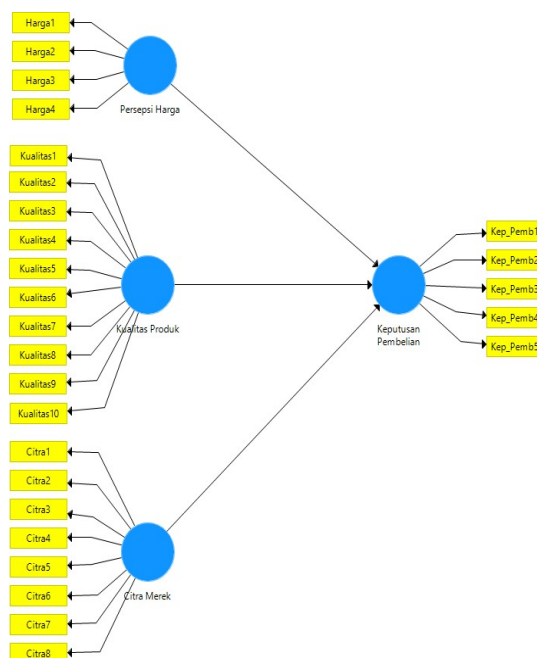 Harga1
Harga2
Harga3
Harga4
Persepsi Harga
Kualitas1
Kualitas2
Kualitas3
Kualitas4
Kualitas5
Kualitas6
Kualitas7
Kualitas8
Kualitas9
Kualitas10
Kualitas Produk
Citra1
Citra2
Citra3
Citra4
Citra5
Citra6
Citra7
Citra8
Citra Merek
Keputusan
Pembelian
Kep_Pemb1
Kep_Pemb2
Kep_Pemb3
Kep_Pemb4
Kep_Pemb5